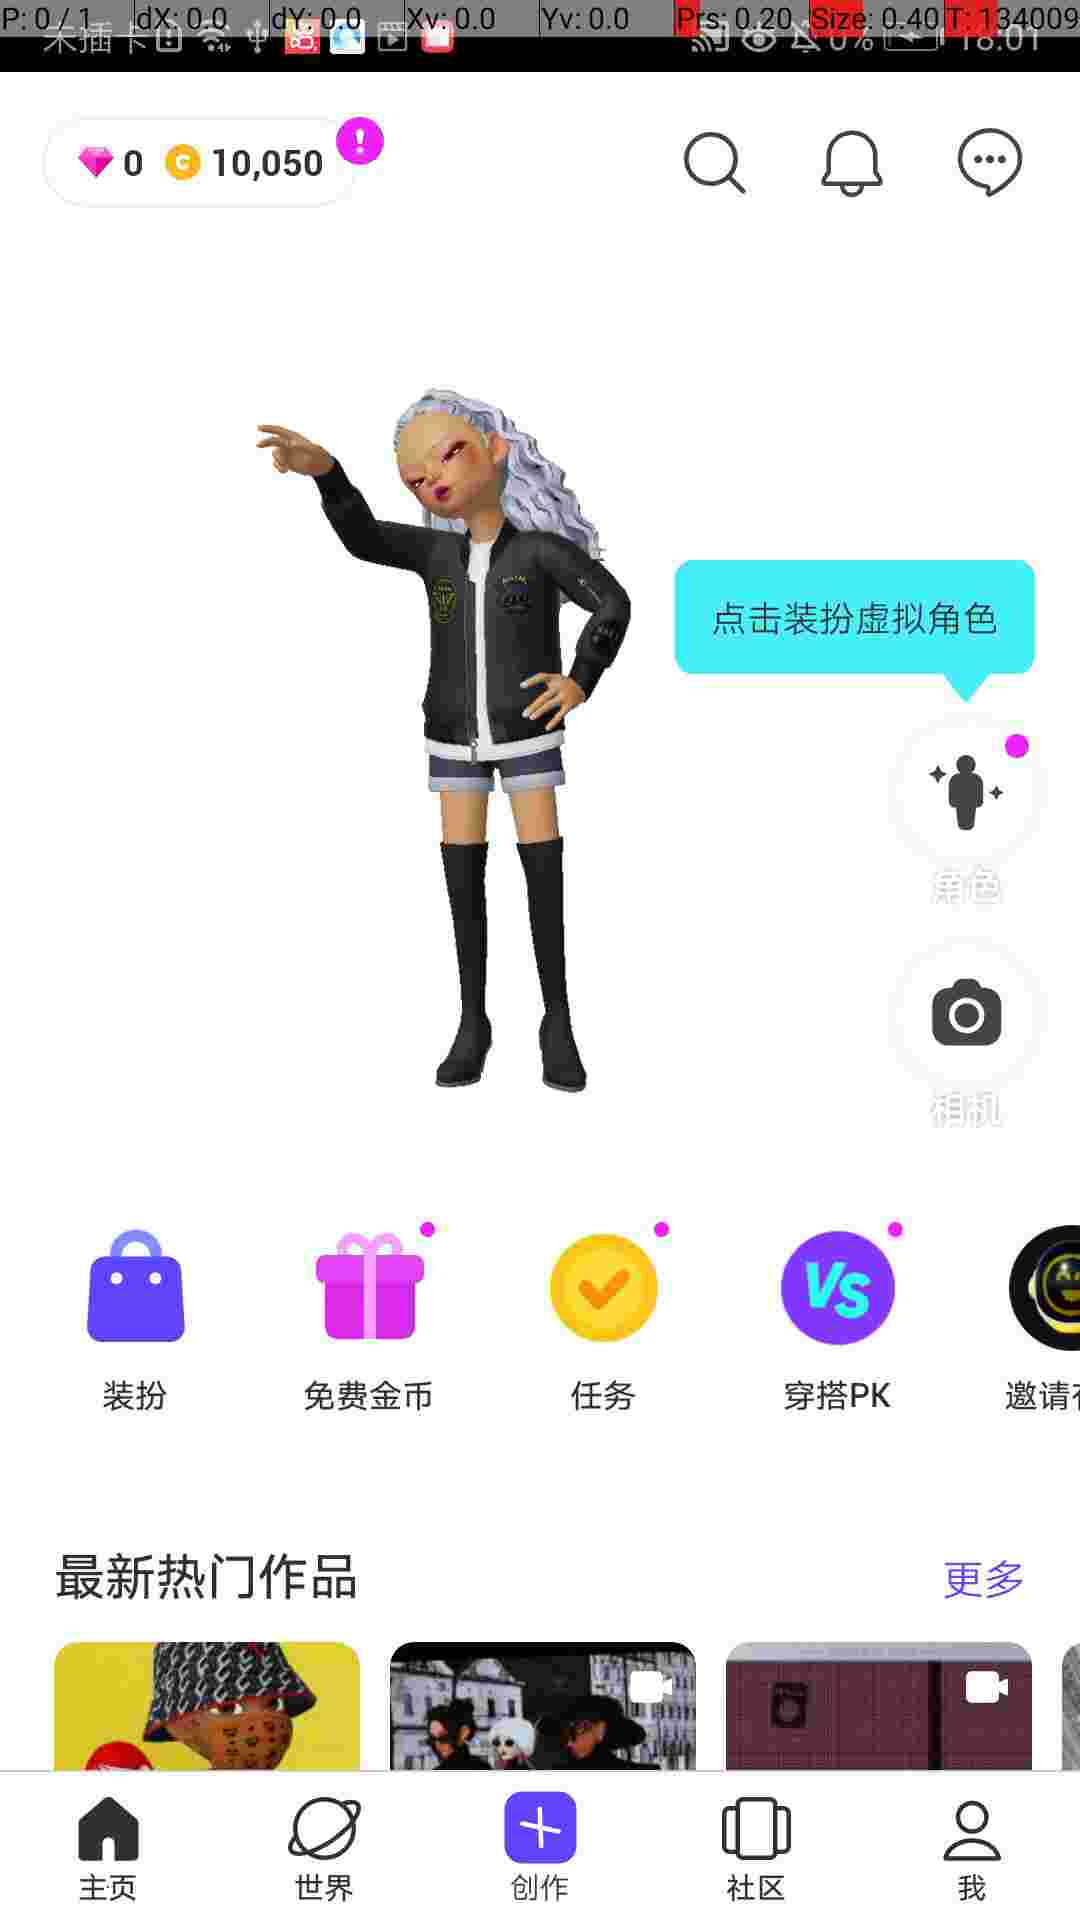 P: 0 / 1 dX: 0.0 dY: 0.0 Xv: 0.0 Yv: 0.0 Prs: 0.20 Size: 0.40 T: 134009
未插卡 0% 18:01
0 C 10,050 !
点击装扮虚拟角色
角色
相机
VS
装扮 免费金币 任务 穿搭PK 邀请
最新热门作品 更多
主页 世界 创作 社区 我